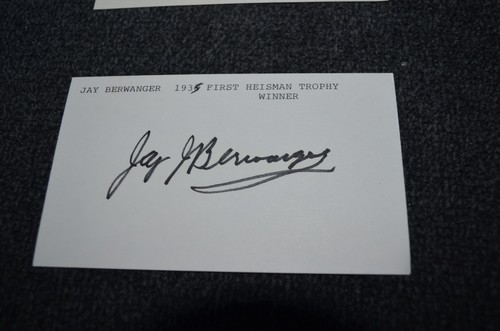 JAY BERWANGER 1935 FIRST HEISMAN TROPHY
WINNER
Jay J Berwanger